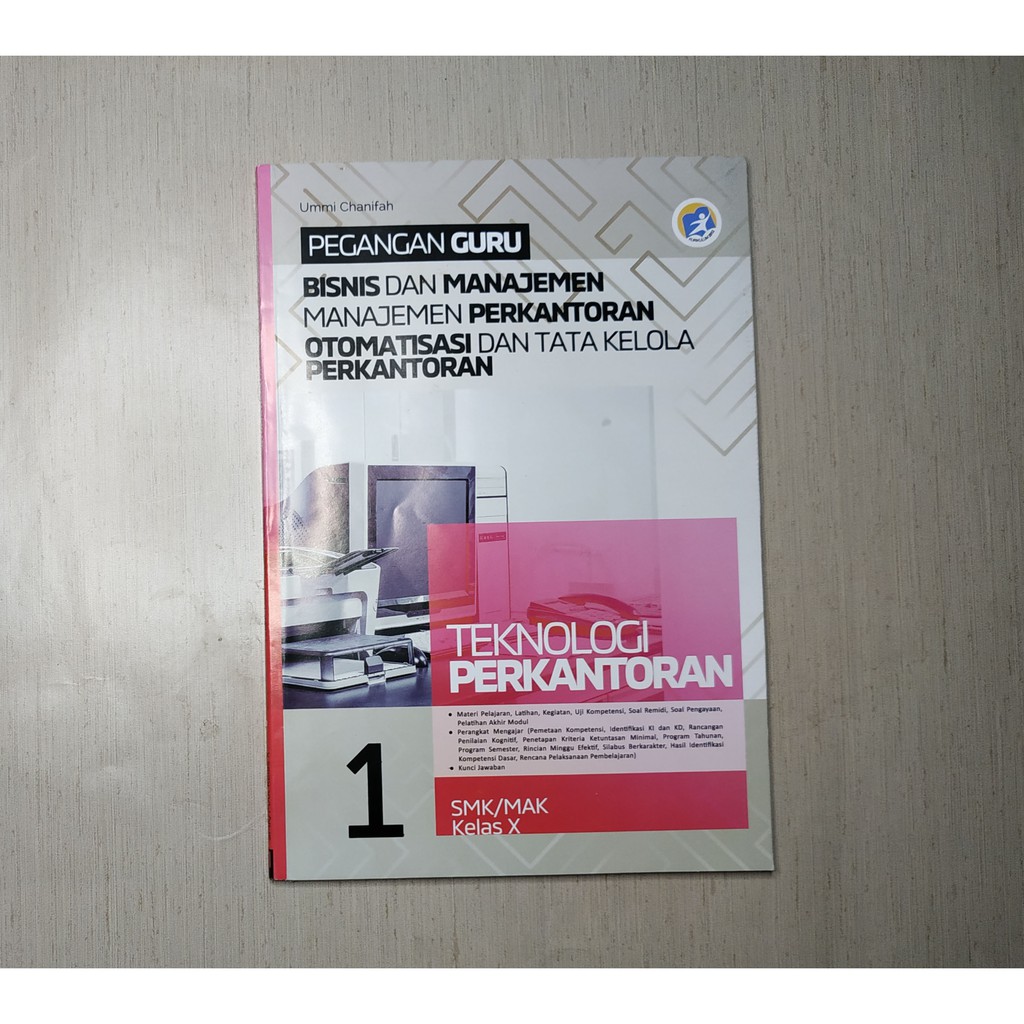 Ummi Chanifah
PEGANGAN GURU
BISNIS DAN MANAJEMEN
MANAJEMEN PERKANTORAN
OTOMATISASI DAN TATA KELOLA
PERKANTORAN
TEKNOLOGI
PERKANTORAN
• Materi Pelajaran, Latihan, Kegiatan, Uji Kompetensi, Soal Remidi, Soal Pengayaan,
Pelatihan Akhir Modul
• Perangkat Mengajar (Pemetaan Kompetensi, Identifikasi KI dan KD, Rancangan
Penilaian Kognitif, Penetapan Kriteria Ketuntasan Minimal, Program Tahunan,
Program Semester, Rincian Minggu Efektif, Silabus Berkarakter, Hasil Identifikasi
Kompetensi Dasar, Rencana Pelaksanaan Pembelajaran)
• Kunci Jawaban
1
SMK/MAK
Kelas X